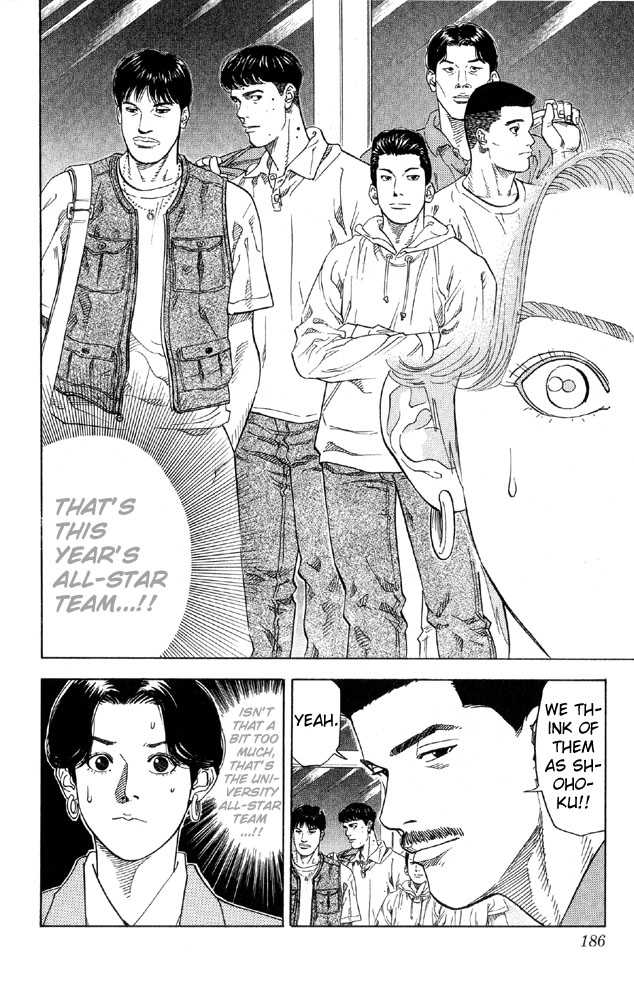 THAT'S
THIS
YEAR'S
ALL-STAR
TEAM...!!
WE TH-
INK OF
THEM
AS SH-
OHO-
KU!!
YEAH.
ISN'T
THAT A
BIT TOO
MUCH,
THAT'S
THE UNI-
VERSITY
ALL-STAR
TEAM
...!!
186